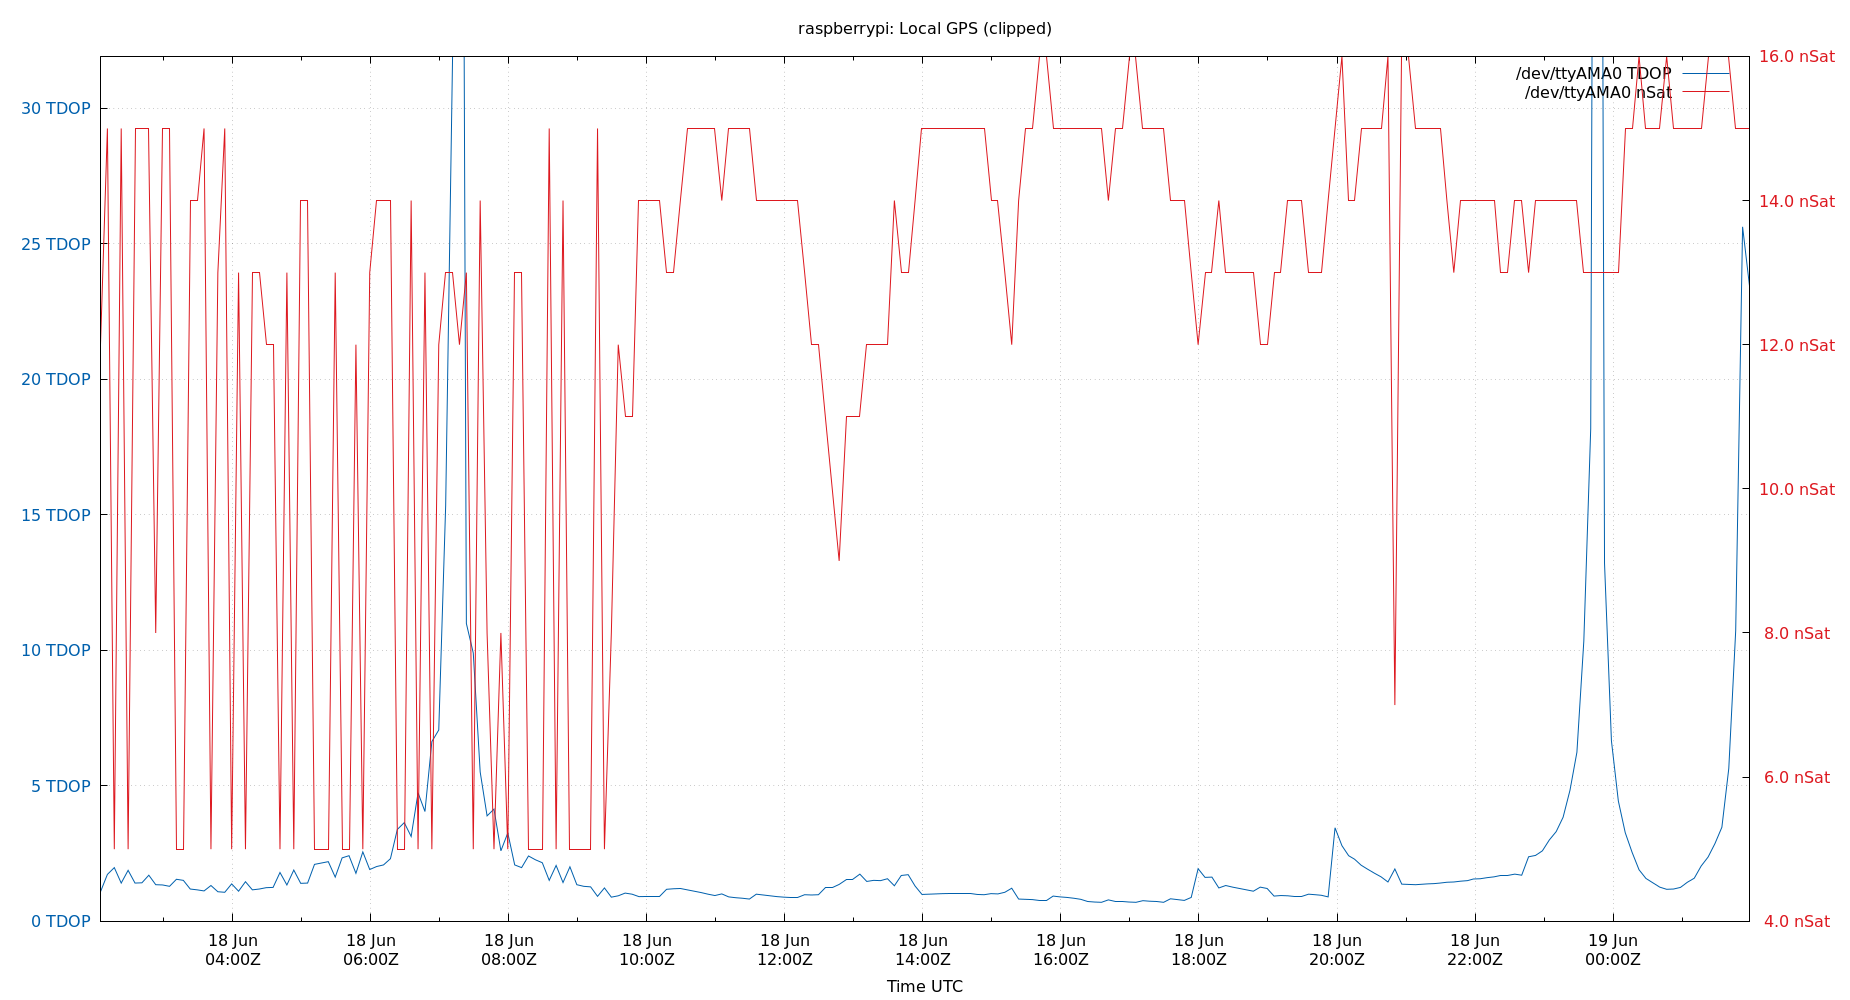 raspberrypi: Local GPS (clipped)
/dev/ttyAMA0 TDOP
/dev/ttyAMA0 nSat
30 TDOP
25 TDOP
20 TDOP
15 TDOP
10 TDOP
5 TDOP
0 TDOP
16.0 nSat
14.0 nSat
12.0 nSat
10.0 nSat
8.0 nSat
6.0 nSat
4.0 nSat
18 Jun
04:00Z
18 Jun
06:00Z
18 Jun
08:00Z
18 Jun
10:00Z
18 Jun
12:00Z
18 Jun
14:00Z
18 Jun
16:00Z
18 Jun
18:00Z
18 Jun
20:00Z
18 Jun
22:00Z
19 Jun
00:00Z
Time UTC